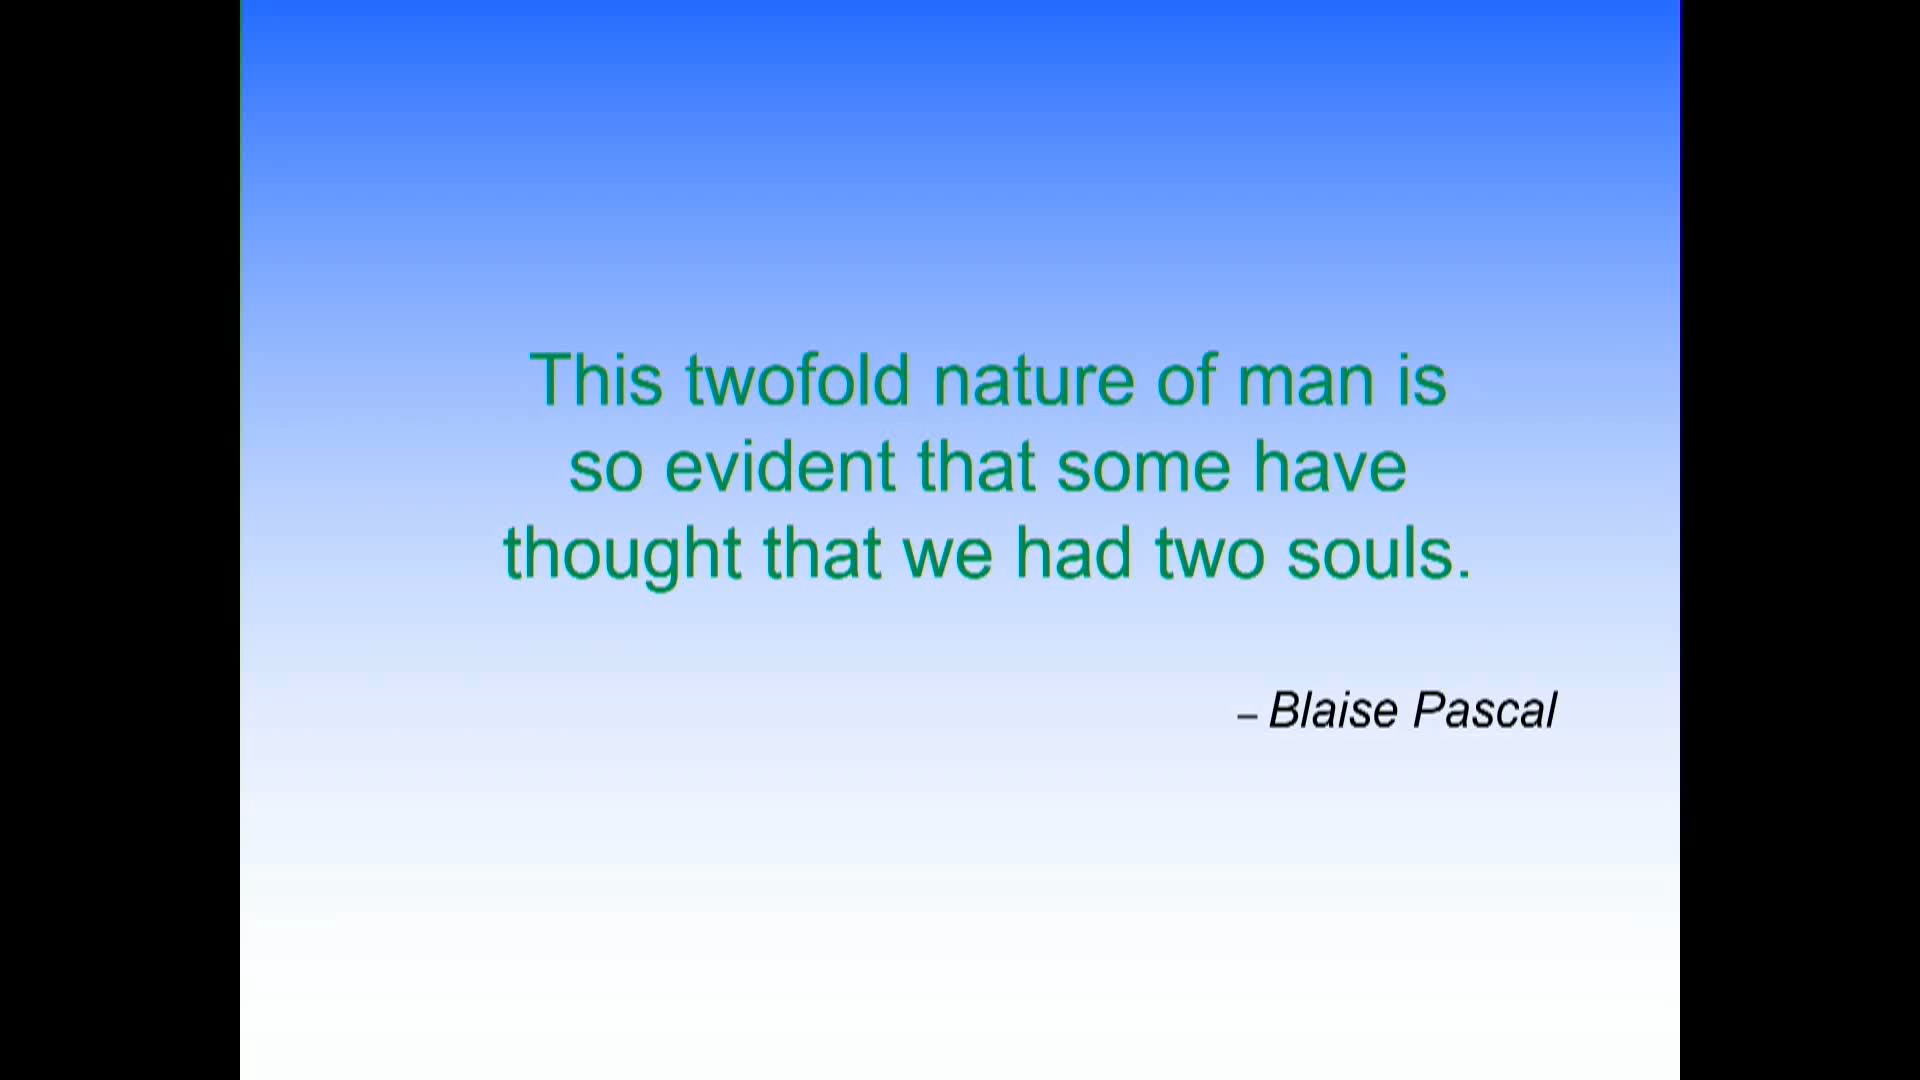 This twofold nature of man is
so evident that some have
thought that we had two souls.
– Blaise Pascal